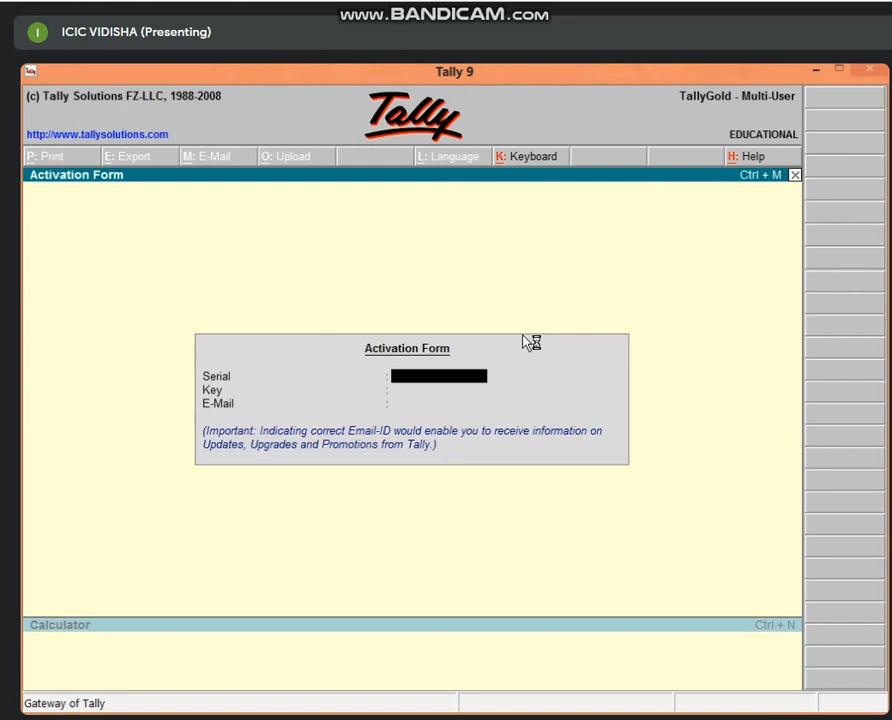 www.BANDICAM.com
I ICIC VIDISHA (Presenting)
Tally 9
(c) Tally Solutions FZ-LLC, 1988-2008
Tally
TallyGold - Multi-User
http://www.tallysolutions.com
EDUCATIONAL
P: Print E: Export M: E-Mail O: Upload L: Language K: Keyboard H: Help
Activation Form Ctrl + M
Activation Form
Serial :
Key :
E-Mail :
(Important: Indicating correct Email-ID would enable you to receive information on
Updates, Upgrades and Promotions from Tally.)
Calculator Ctrl + N
Gateway of Tally